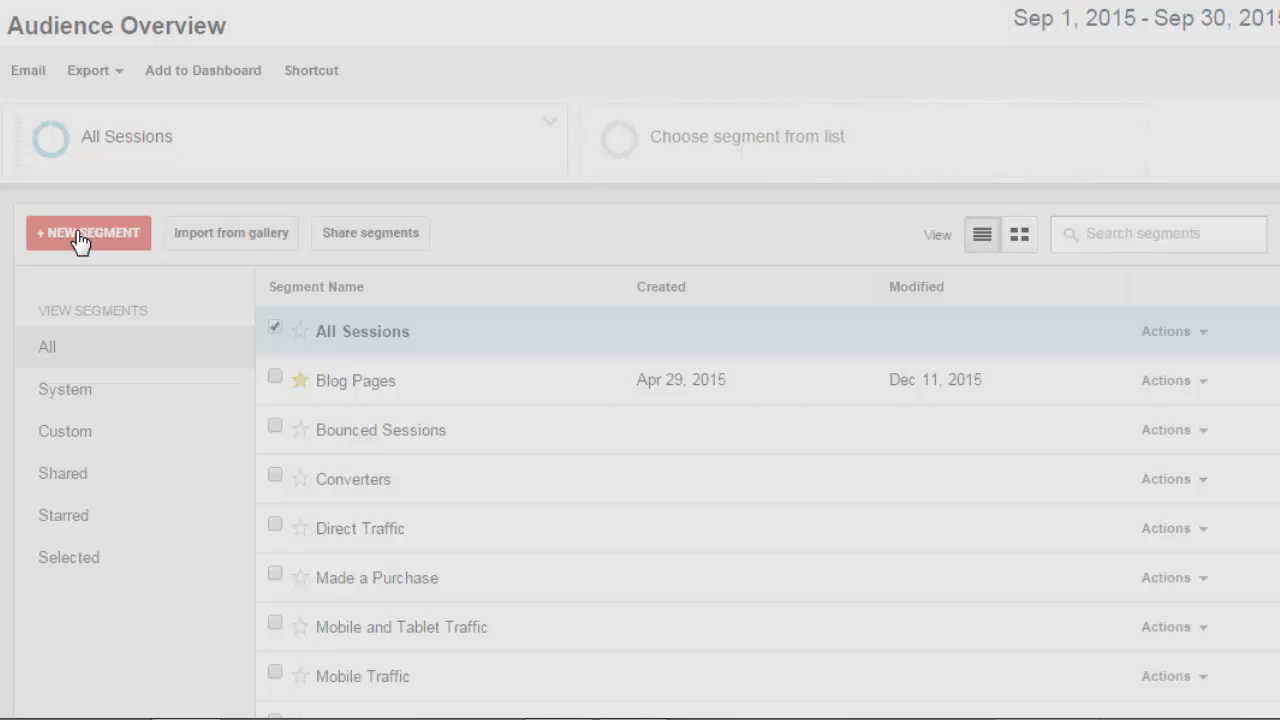 Audience Overview
Sep 1, 2015 - Sep 30, 201
Email Export Add to Dashboard Shortcut
All Sessions
Choose segment from list
+ NEW SEGMENT Import from gallery Share segments View Search segments
VIEW SEGMENTS
All
System
Custom
Shared
Starred
Selected
Segment Name Created Modified
All Sessions Actions
Blog Pages Apr 29, 2015 Dec 11, 2015 Actions
Bounced Sessions Actions
Converters Actions
Direct Traffic Actions
Made a Purchase Actions
Mobile and Tablet Traffic Actions
Mobile Traffic Actions